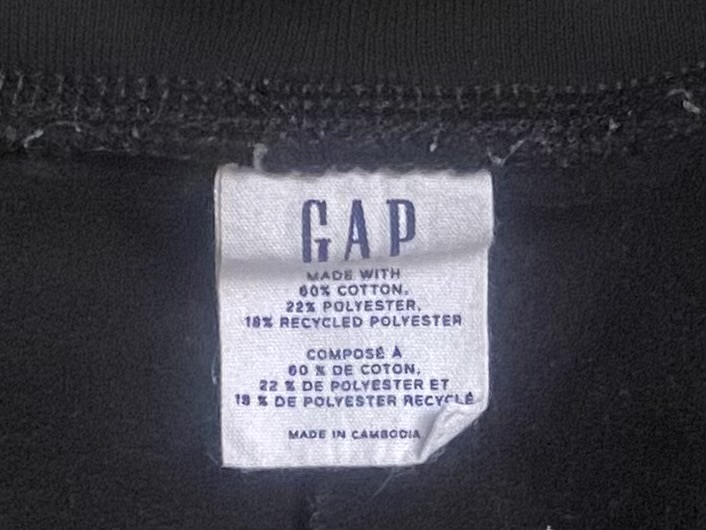 GAP
MADE WITH
60% COTTON,
22% POLYESTER,
18% RECYCLED POLYESTER
COMPOSÉ À
60 % DE COTON,
22 % DE POLYESTER ET
18 % DE POLYESTER RECYCLÉ
MADE IN CAMBODIA